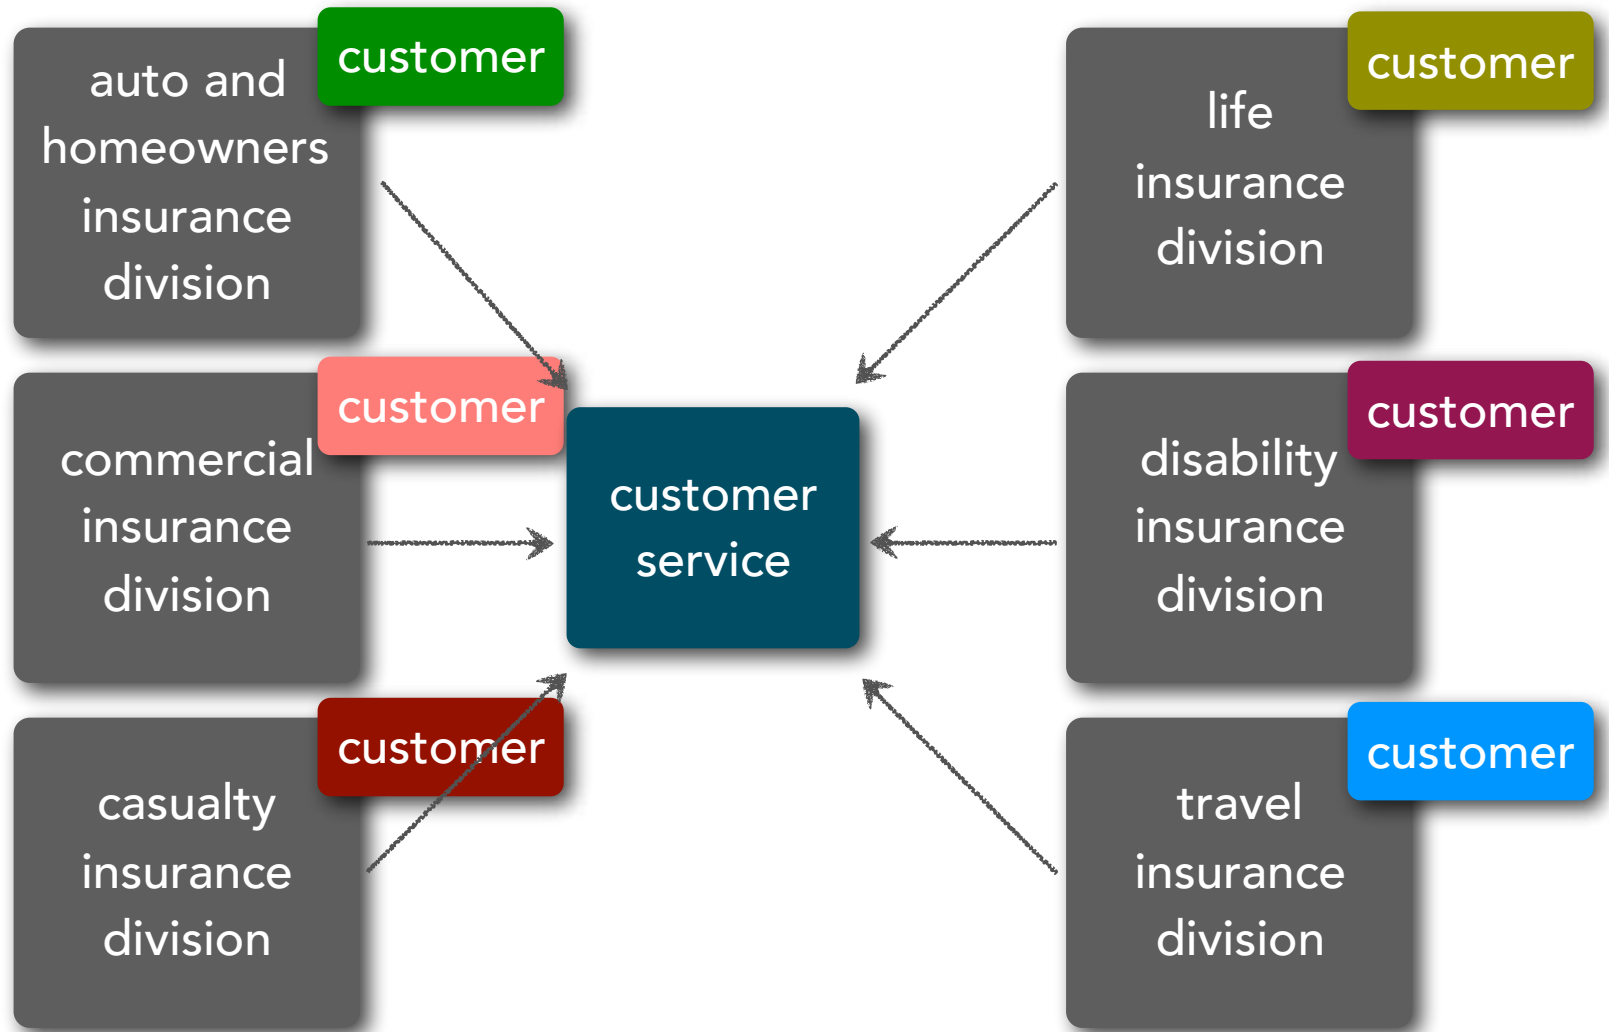 customer
auto and
homeowners
insurance
division
customer
commercial
insurance
division
customer
casualty
insurance
division
customer
service
customer
life
insurance
division
customer
disability
insurance
division
customer
travel
insurance
division